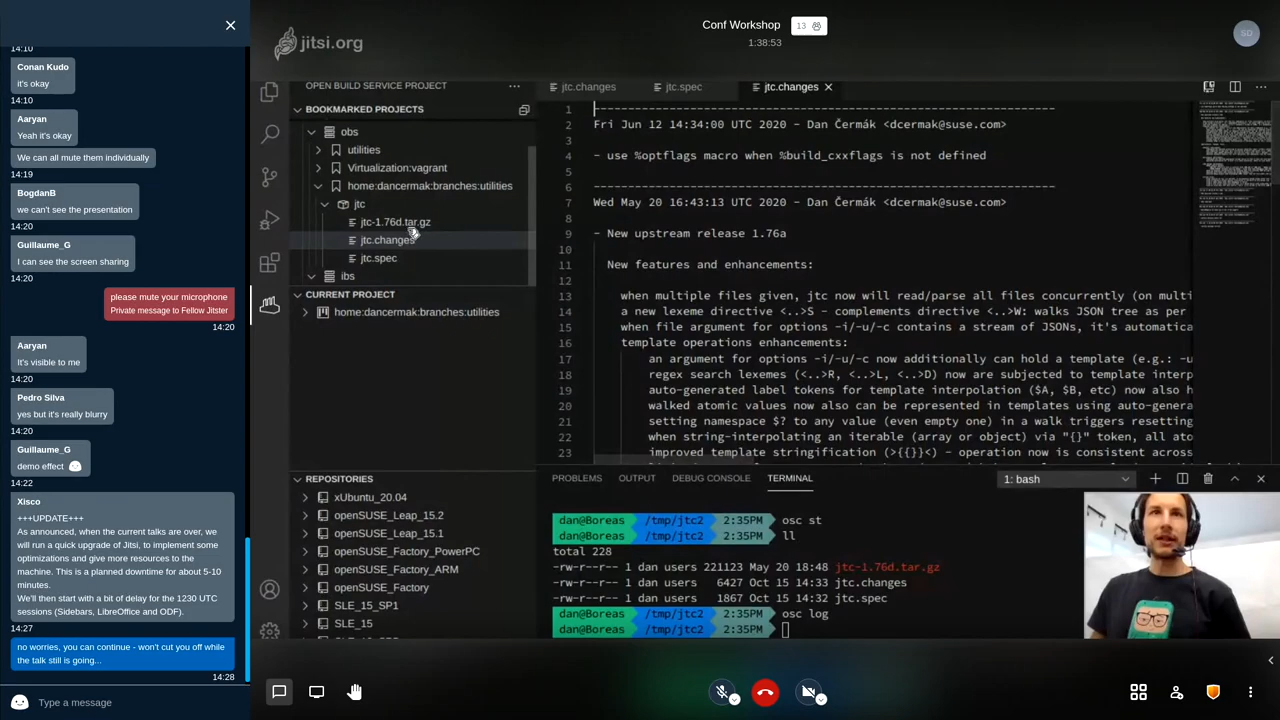 14:10
Conan Kudo
it's okay
14:10
Aaryan
Yeah it's okay
We can all mute them individually
14:19
BogdanB
we can't see the presentation
14:20
Guillaume_G
I can see the screen sharing
14:20
please mute your microphone
Private message to Fellow Jitster
14:20
Aaryan
It's visible to me
14:20
Pedro Silva
yes but it's really blurry
14:20
Guillaume_G
demo effect
14:22
Xisco
+++UPDATE+++
As announced, when the current talks are over, we
will run a quick upgrade of Jitsi, to implement some
optimizations and give more resources to the
machine. This is a planned downtime for about 5-10
minutes.
We'll then start with a bit of delay for the 1230 UTC
sessions (Sidebars, LibreOffice and ODF).
14:27
no worries, you can continue - won't cut you off while
the talk still is going...
14:28
Type a message
jitsi.org
Conf Workshop
13
1:38:53
SD
OPEN BUILD SERVICE PROJECT
BOOKMARKED PROJECTS
obs
utilities
Virtualization:vagrant
home:dancermak:branches:utilities
jtc
jtc-1.76d.tar.gz
jtc.changes
jtc.spec
ibs
CURRENT PROJECT
home:dancermak:branches:utilities
REPOSITORIES
xUbuntu_20.04
openSUSE_Leap_15.2
openSUSE_Leap_15.1
openSUSE_Factory_PowerPC
openSUSE_Factory_ARM
openSUSE_Factory
SLE_15_SP1
SLE_15
jtc.changes
jtc.spec
jtc.changes
1 -------------------------------------------------------------------
2 Fri Jun 12 14:34:00 UTC 2020 - Dan Čermák <dcermak@suse.com>
3
4 - use %optflags macro when %build_cxxflags is not defined
5
6 -------------------------------------------------------------------
7 Wed May 20 16:43:13 UTC 2020 - Dan Čermák <dcermak@suse.com>
8
9 - New upstream release 1.76a
10
11 New features and enhancements:
12
13 when multiple files given, jtc now will read/parse all files concurrently (on multi
14 a new lexeme directive <..>S - complements directive <..>W: walks JSON tree as per
15 when file argument for options -i/-u/-c contains a stream of JSONs, it's automatica
16 template operations enhancements:
17 an argument for options -i/-u/-c now additionally can hold a template (e.g.: -u
18 regex search lexemes (<..>R, <..>L, <..>D) now are subjected to template interp
19 auto-generated label tokens for template interpolation ($A, $B, etc) now also h
20 walked atomic values now also can be represented in templates using auto-genera
21 setting namespace $? to any value (even empty one) in a walk triggers resetting
22 when string-interpolating an iterable (array or object) via "{}" token, all ato
23 improved template stringification (>{{}}<) - operation now is consistent across
PROBLEMS OUTPUT DEBUG CONSOLE TERMINAL
1: bash
dan@Boreas /tmp/jtc2 2:35PM osc st
dan@Boreas /tmp/jtc2 2:35PM ll
total 228
-rw-r--r-- 1 dan users 221123 May 20 18:48 jtc-1.76d.tar.gz
-rw-r--r-- 1 dan users 6427 Oct 15 14:33 jtc.changes
-rw-r--r-- 1 dan users 1867 Oct 15 14:32 jtc.spec
dan@Boreas /tmp/jtc2 2:35PM osc log
dan@Boreas /tmp/jtc2 2:35PM